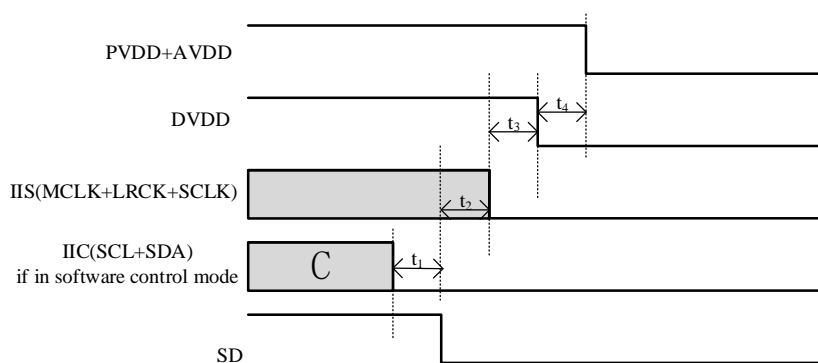 PVDD+AVDD
t4
DVDD
t3
IIS(MCLK+LRCK+SCLK)
t2
IIC(SCL+SDA)
if in software control mode
C
t1
SD